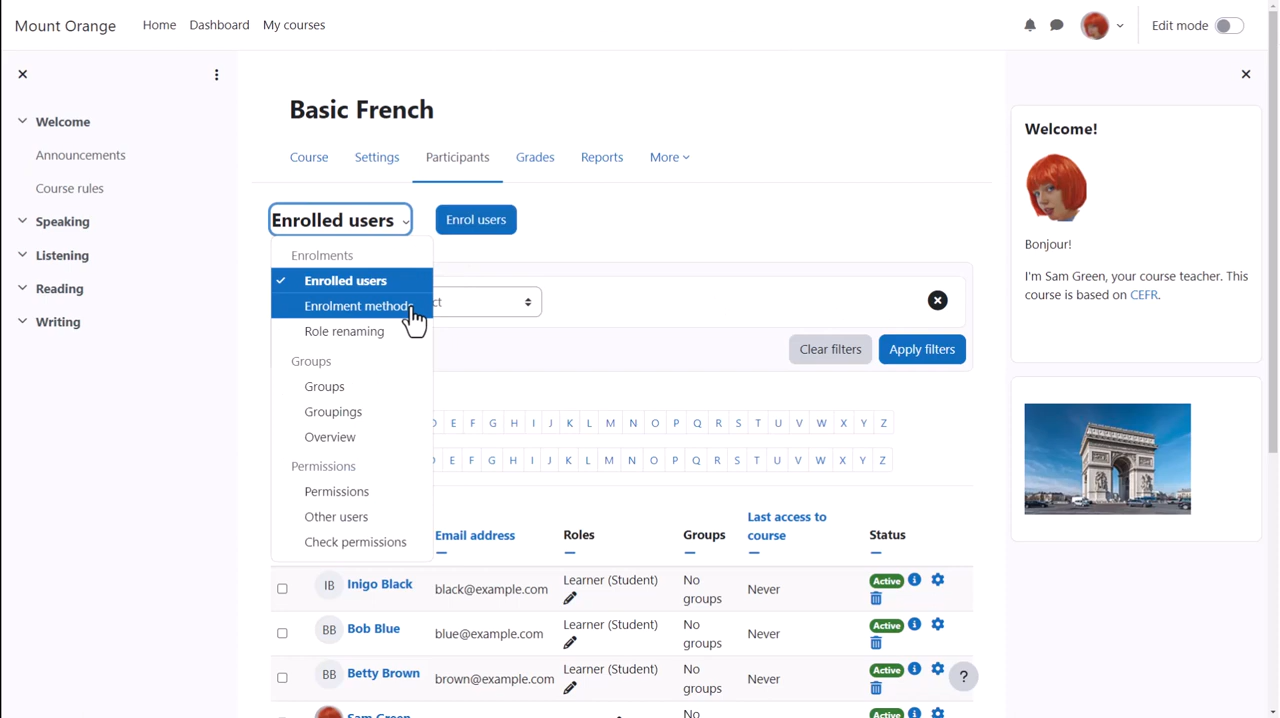 Mount Orange Home Dashboard My courses Edit mode
Welcome
Announcements
Course rules
Speaking
Listening
Reading
Writing
Basic French
Course Settings Participants Grades Reports More
Enrolled users Enrol users
Enrolments
Enrolled users
Enrolment methods
Role renaming
Groups
Groups
Groupings
Overview
Permissions
Permissions
Other users
Check permissions
Clear filters Apply filters
E F G H I J K L M N O P Q R S T U V W X Y Z
E F G H I J K L M N O P Q R S T U V W X Y Z
Email address Roles Groups Last access to course Status
IB Inigo Black black@example.com Learner (Student) No groups Never Active
BB Bob Blue blue@example.com Learner (Student) No groups Never Active
BB Betty Brown brown@example.com Learner (Student) No groups Never Active
Sam Green No Active
?
Welcome!
Bonjour!
I'm Sam Green, your course teacher. This
course is based on CEFR.